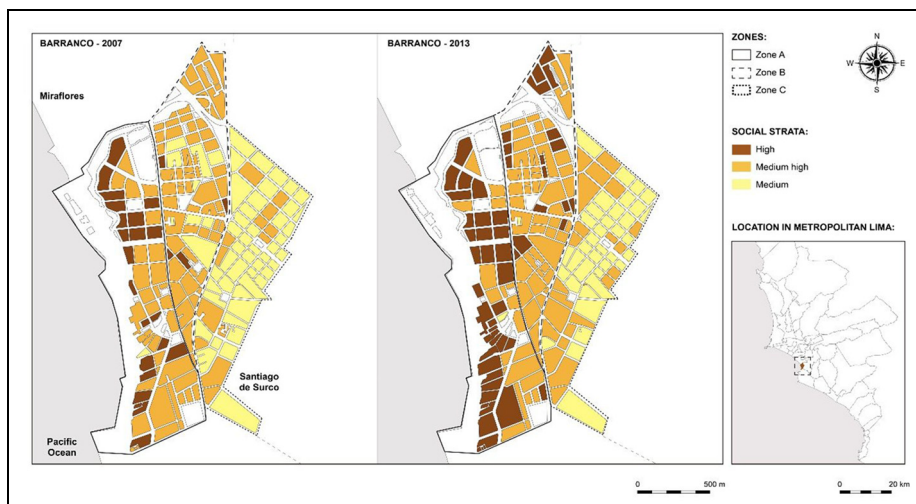 BARRANCO - 2007
Miraflores
Santiago
de Surco
Pacific
Ocean
BARRANCO - 2013
0 500 m
ZONES:
Zone A
Zone B
Zone C
N
W E
S
SOCIAL STRATA:
High
Medium high
Medium
LOCATION IN METROPOLITAN LIMA:
0 20 km